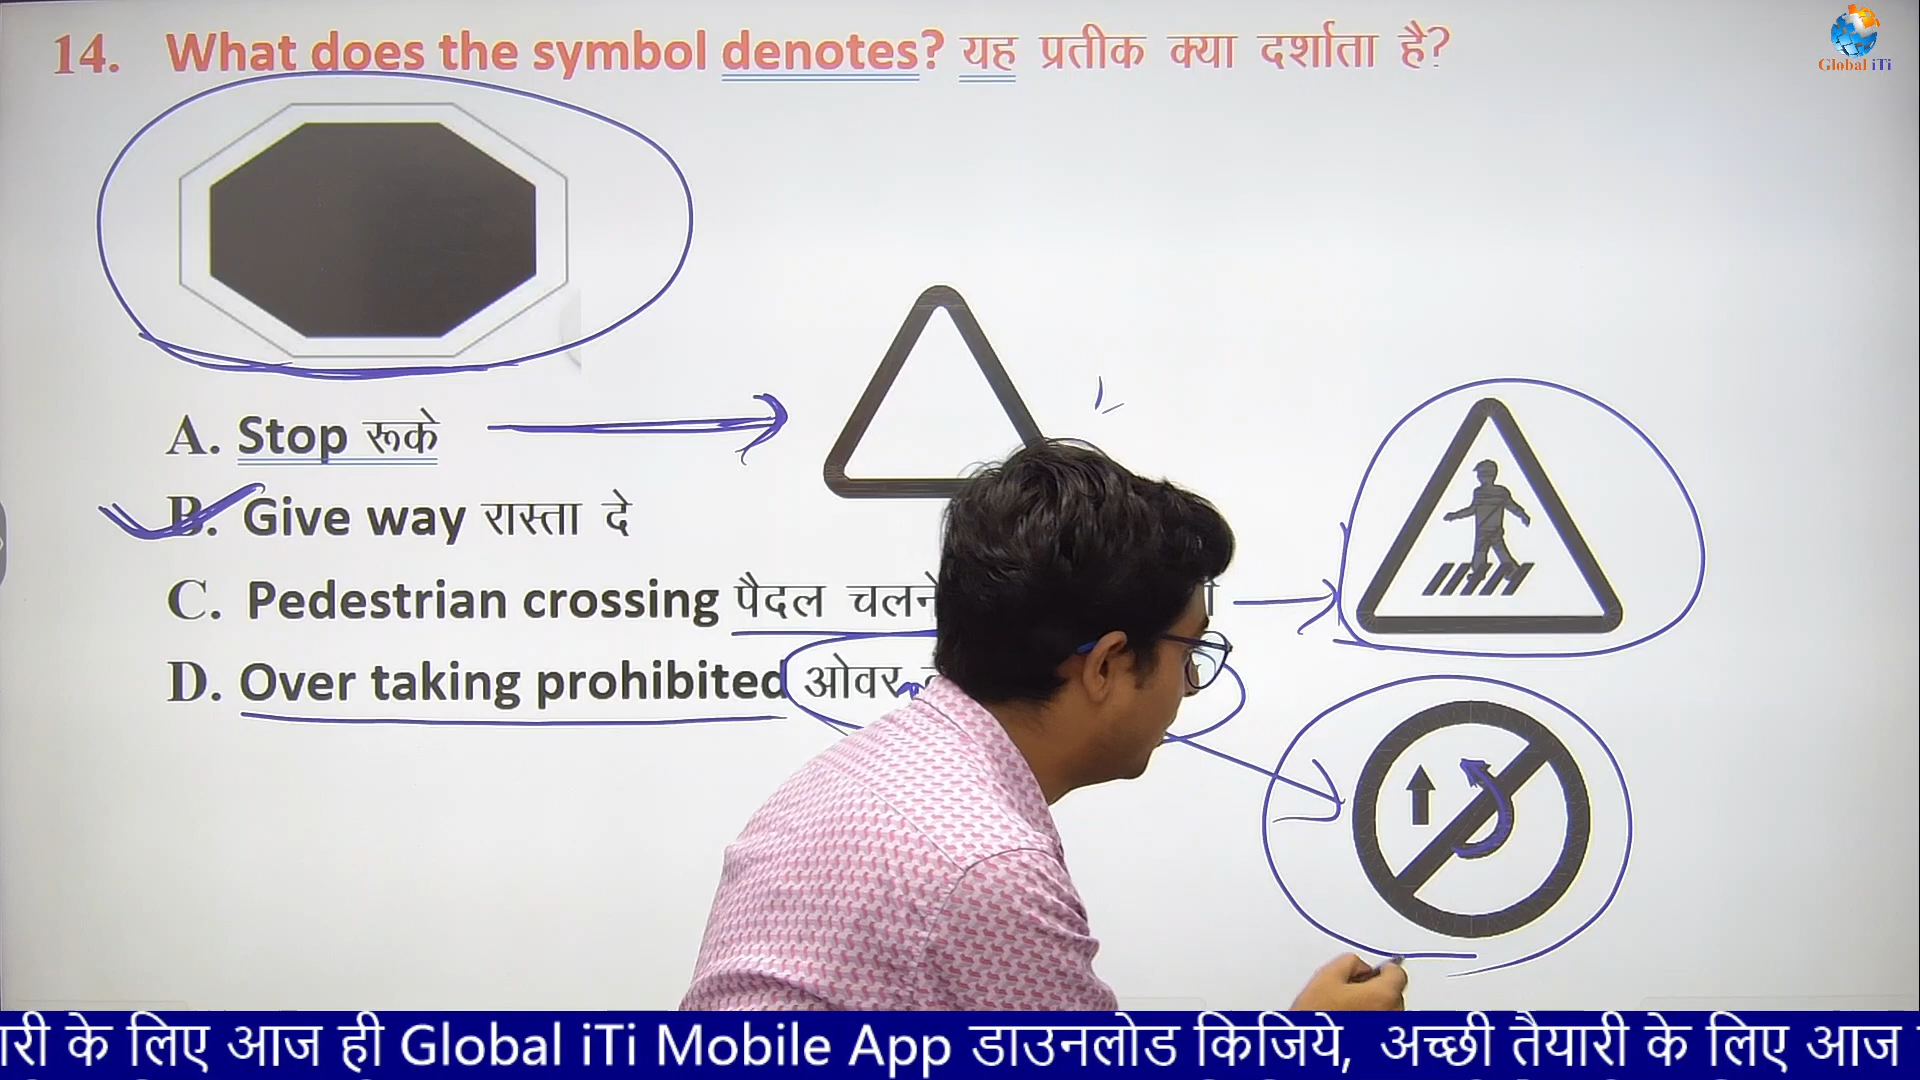 14. What does the symbol denotes? यह प्रतीक क्या दर्शाता है?
Global iTi
A. Stop रूके
B. Give way रास्ता दे
C. Pedestrian crossing पैदल चलने
D. Over taking prohibited ओवर
के लिए आज ही Global iTi Mobile App डाउनलोड किजिये, अच्छी तैयारी के लिए आज